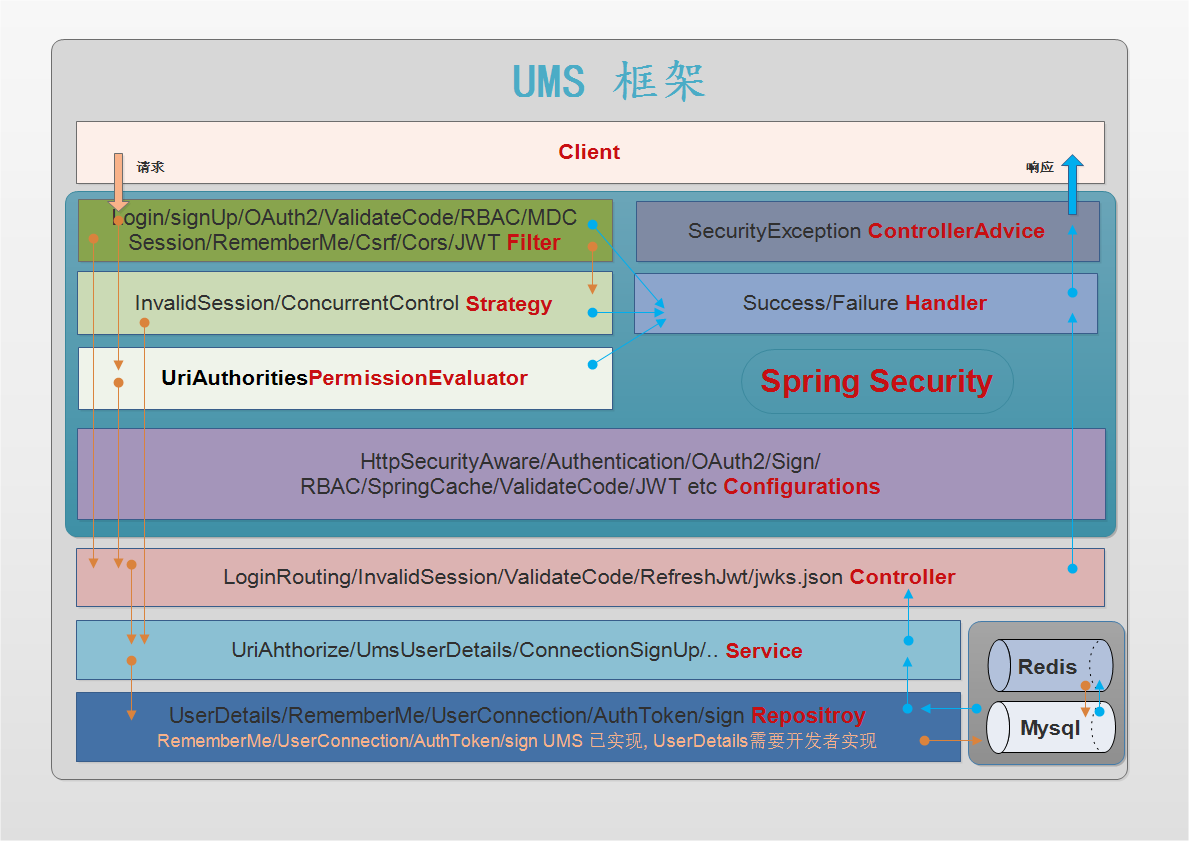 UMS 框架
Client
请求
响应
Login/signUp/OAuth2/ValidateCode/RBAC/MDC
Session/RememberMe/Csrf/Cors/JWT Filter
SecurityException ControllerAdvice
InvalidSession/ConcurrentControl Strategy
Success/Failure Handler
UriAuthoritiesPermissionEvaluator
Spring Security
HttpSecurityAware/Authentication/OAuth2/Sign/
RBAC/SpringCache/ValidateCode/JWT etc Configurations
LoginRouting/InvalidSession/ValidateCode/RefreshJwt/jwks.json Controller
UriAhthorize/UmsUserDetails/ConnectionSignUp/.. Service
Redis
UserDetails/RememberMe/UserConnection/AuthToken/sign Repositroy
RememberMe/UserConnection/AuthToken/sign UMS 已实现, UserDetails需要开发者实现
Mysql